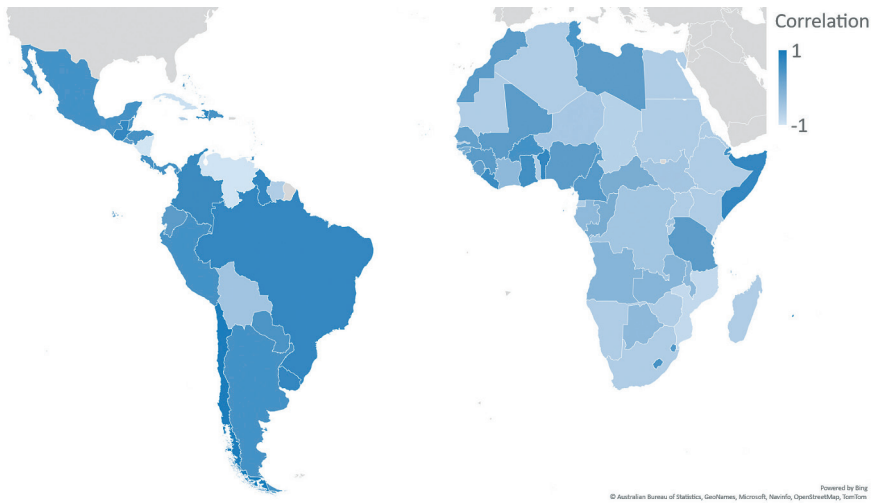 Correlation
1
-1
Powered by Bing
© Australian Bureau of Statistics, GeoNames, Microsoft, Navinfo, OpenStreetMap, TomTom